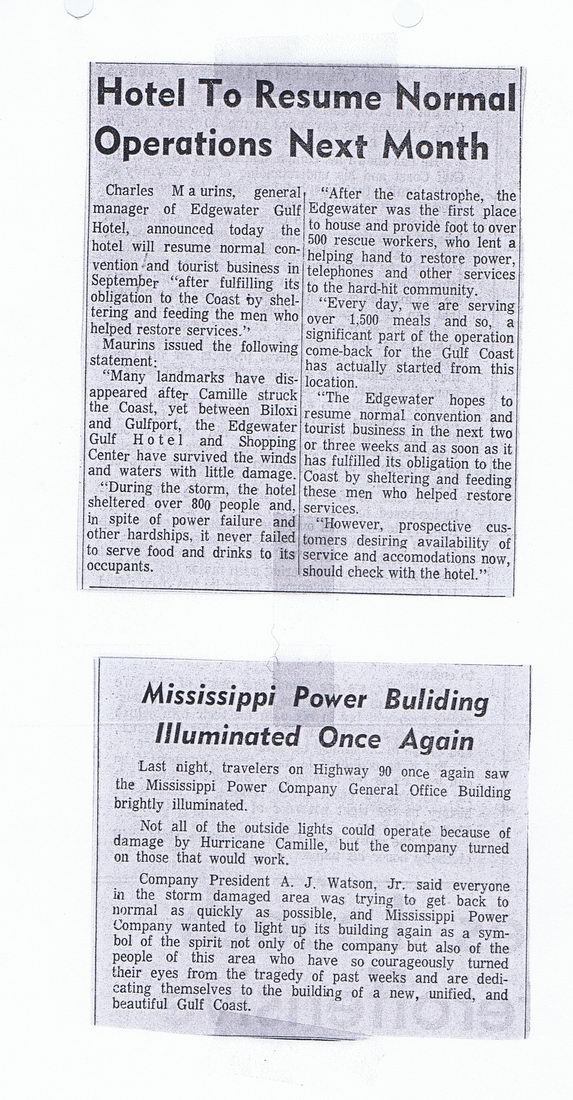 Hotel To Resume Normal
Operations Next Month
Charles Maurins, general
manager of Edgewater Gulf
Hotel, announced today the
hotel will resume normal con-
vention and tourist business in
September "after fulfilling its
obligation to the Coast by shel-
tering and feeding the men who
helped restore services."
Maurins issued the following
statement:
"Many landmarks have dis-
appeared after Camille struck
the Coast, yet between Biloxi
and Gulfport, the Edgewater
Gulf Hotel and Shopping
Center have survived the winds
and waters with little damage.
"During the storm, the hotel
sheltered over 800 people and,
in spite of power failure and
other hardships, it never failed
to serve food and drinks to its
occupants.
"After the catastrophe, the
Edgewater was the first place
to house and provide foot to over
500 rescue workers, who lent a
helping hand to restore power,
telephones and other services
to the hard-hit community.
"Every day, we are serving
over 1,500 meals and so, a
significant part of the operation
come-back for the Gulf Coast
has actually started from this
location.
"The Edgewater hopes to
resume normal convention and
tourist business in the next two
or three weeks and as soon as it
has fulfilled its obligation to the
Coast by sheltering and feeding
these men who helped restore
services.
"However, prospective cus-
tomers desiring availability of
service and accomodations now,
should check with the hotel."
Mississippi Power Buliding
Illuminated Once Again
Last night, travelers on Highway 90 once again saw
the Mississippi Power Company General Office Building
brightly illuminated.
Not all of the outside lights could operate because of
damage by Hurricane Camille, but the company turned
on those that would work.
Company President A. J. Watson, Jr. said everyone
in the storm damaged area was trying to get back to
normal as quickly as possible, and Mississippi Power
Company wanted to light up its building again as a sym-
bol of the spirit not only of the company but also of the
people of this area who have so courageously turned
their eyes from the tragedy of past weeks and are dedi-
cating themselves to the building of a new, unified, and
beautiful Gulf Coast.